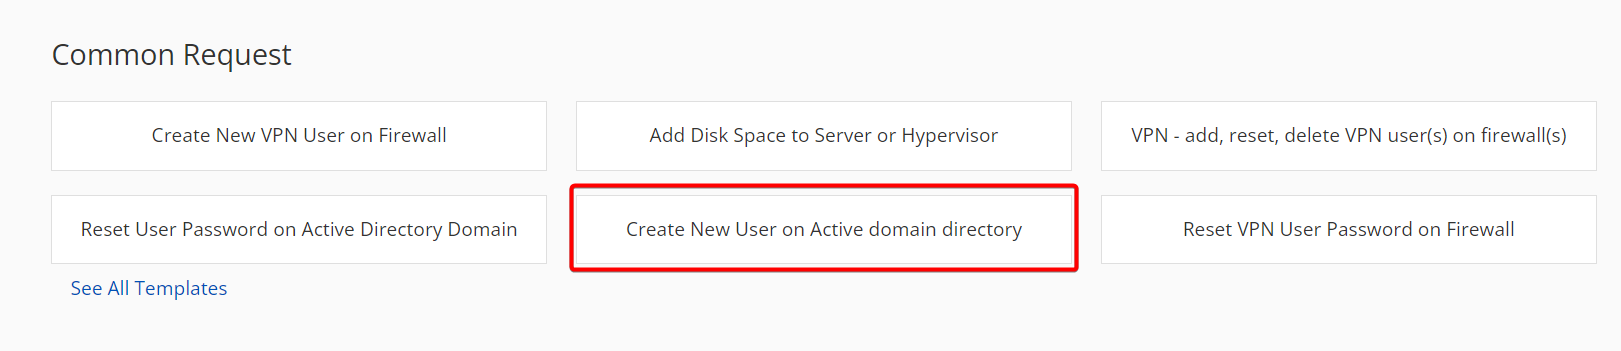 Common Request
Create New VPN User on Firewall
Add Disk Space to Server or Hypervisor
VPN - add, reset, delete VPN user(s) on firewall(s)
Reset User Password on Active Directory Domain
Create New User on Active domain directory
Reset VPN User Password on Firewall
See All Templates